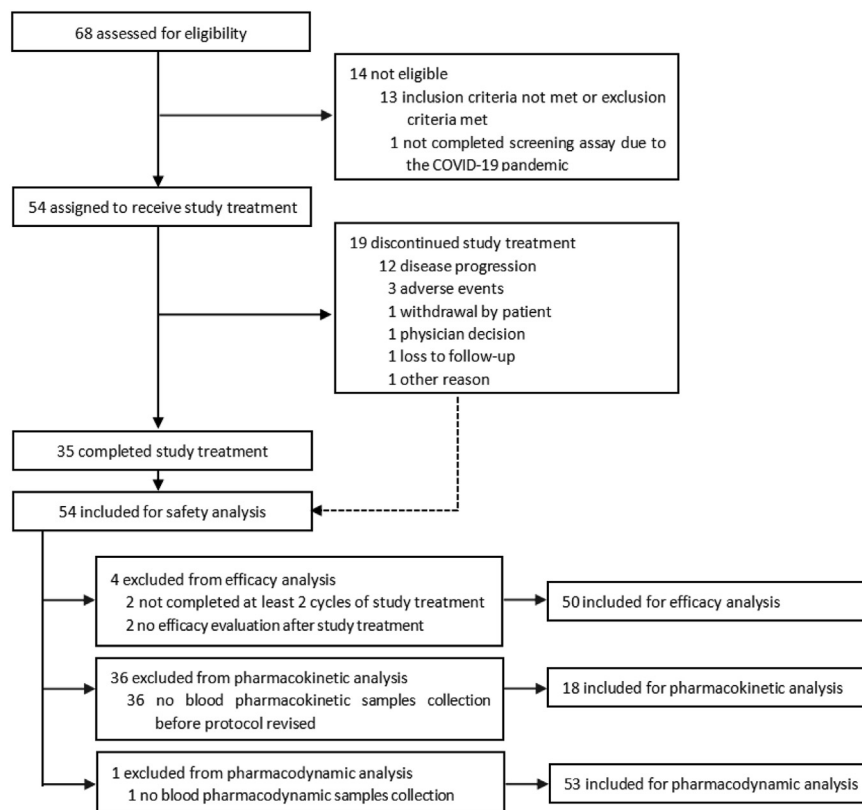 68 assessed for eligibility
14 not eligible
13 inclusion criteria not met or exclusion
criteria met
1 not completed screening assay due to
the COVID-19 pandemic
54 assigned to receive study treatment
19 discontinued study treatment
12 disease progression
3 adverse events
1 withdrawal by patient
1 physician decision
1 loss to follow-up
1 other reason
35 completed study treatment
54 included for safety analysis
4 excluded from efficacy analysis
2 not completed at least 2 cycles of study treatment
2 no efficacy evaluation after study treatment
50 included for efficacy analysis
36 excluded from pharmacokinetic analysis
36 no blood pharmacokinetic samples collection
before protocol revised
18 included for pharmacokinetic analysis
1 excluded from pharmacodynamic analysis
1 no blood pharmacodynamic samples collection
53 included for pharmacodynamic analysis